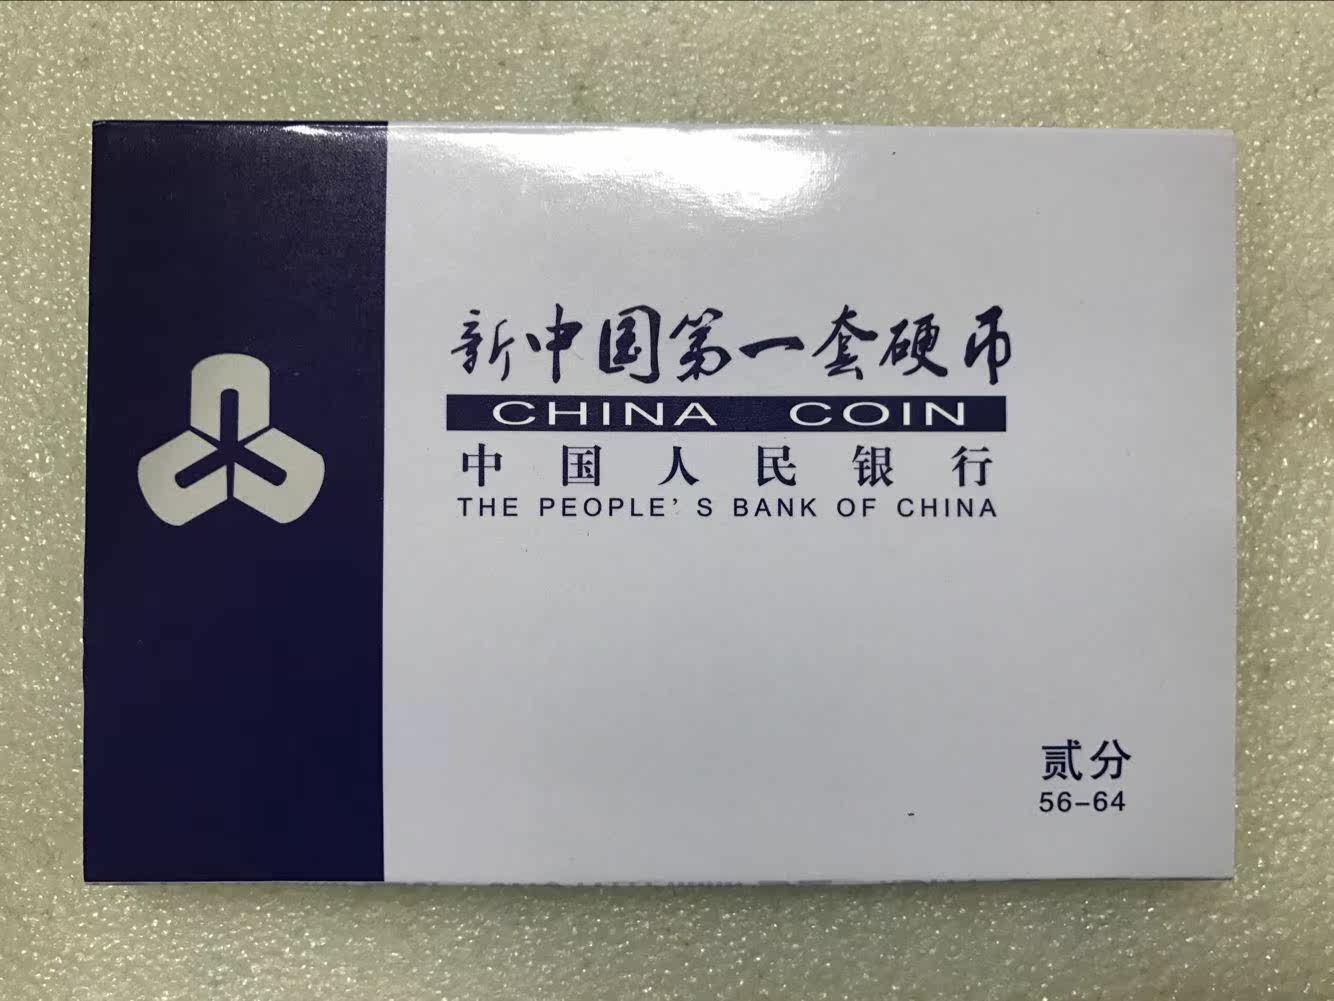 新中国第一套硬币
CHINA COIN
中国人民银行
THE PEOPLE'S BANK OF CHINA
贰分
56-64